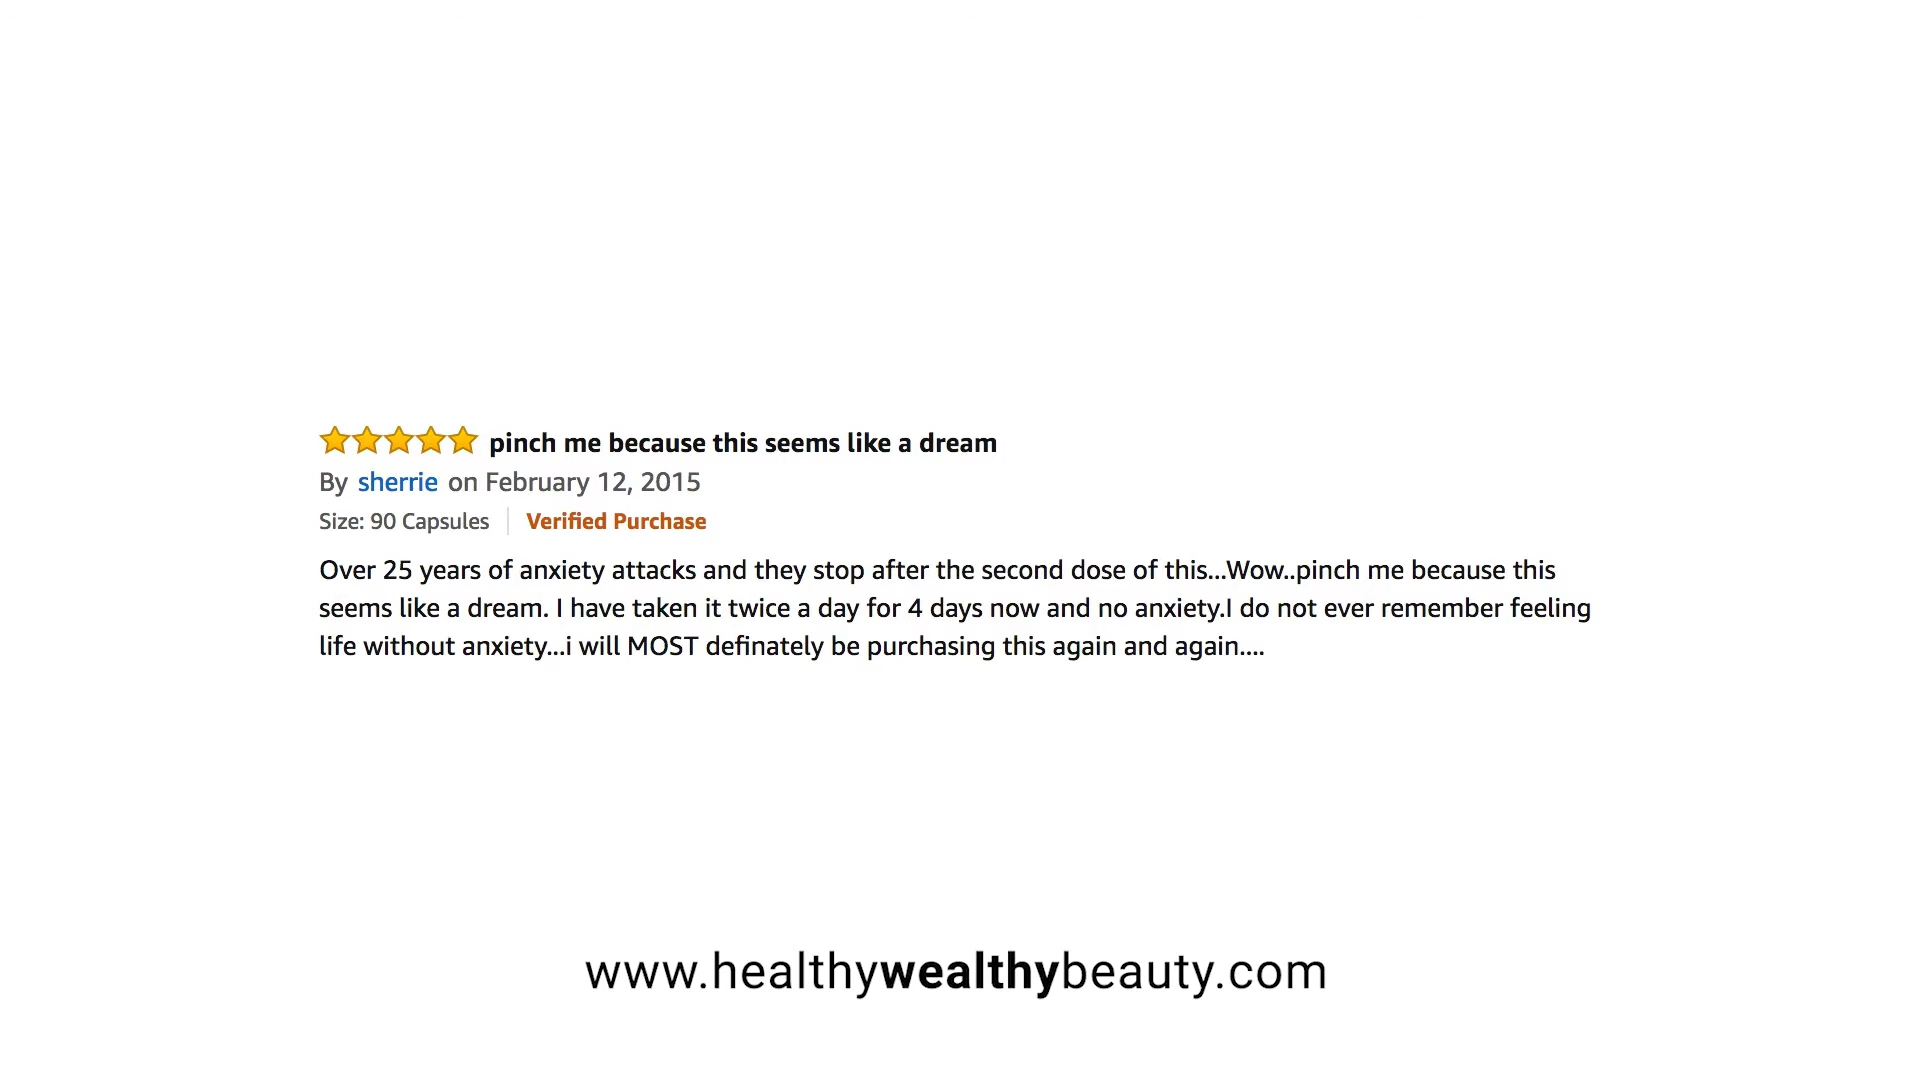 pinch me because this seems like a dream
By sherrie on February 12, 2015
Size: 90 Capsules | Verified Purchase
Over 25 years of anxiety attacks and they stop after the second dose of this...Wow..pinch me because this
seems like a dream. I have taken it twice a day for 4 days now and no anxiety.I do not ever remember feeling
life without anxiety...i will MOST definately be purchasing this again and again....
www.healthywealthybeauty.com